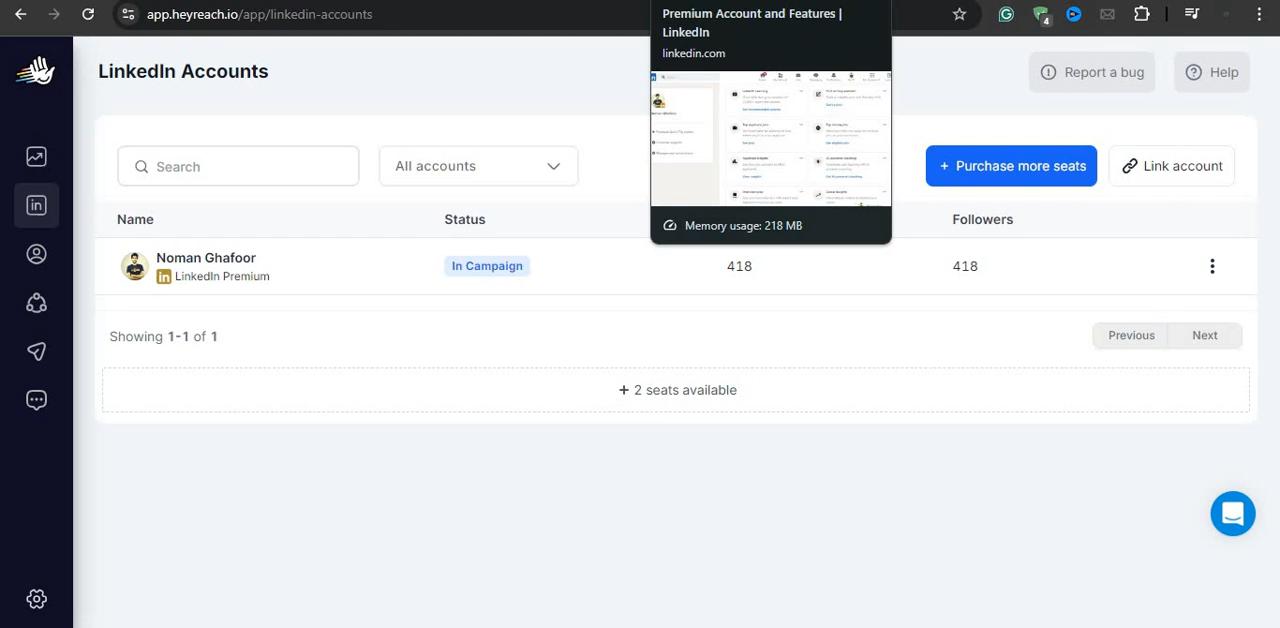 app.heyreach.io/app/linkedin-accounts
4
Premium Account and Features |
LinkedIn
linkedin.com
Memory usage: 218 MB
LinkedIn Accounts
Report a bug
Help
Search
All accounts
+ Purchase more seats
Link account
Name
Status
Followers
Noman Ghafoor
in LinkedIn Premium
In Campaign
418
418
Showing 1-1 of 1
Previous
Next
+ 2 seats available